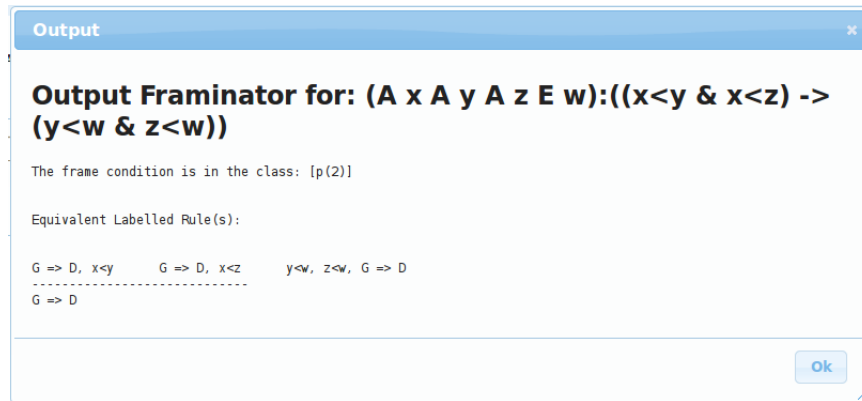 Output
Output Framinator for: (A x A y A z E w):((x<y & x<z) ->
(y<w & z<w))
The frame condition is in the class: [p(2)]
Equivalent Labelled Rule(s):
G => D, x<y      G => D, x<z      y<w, z<w, G => D
-----------------------------
G => D
Ok